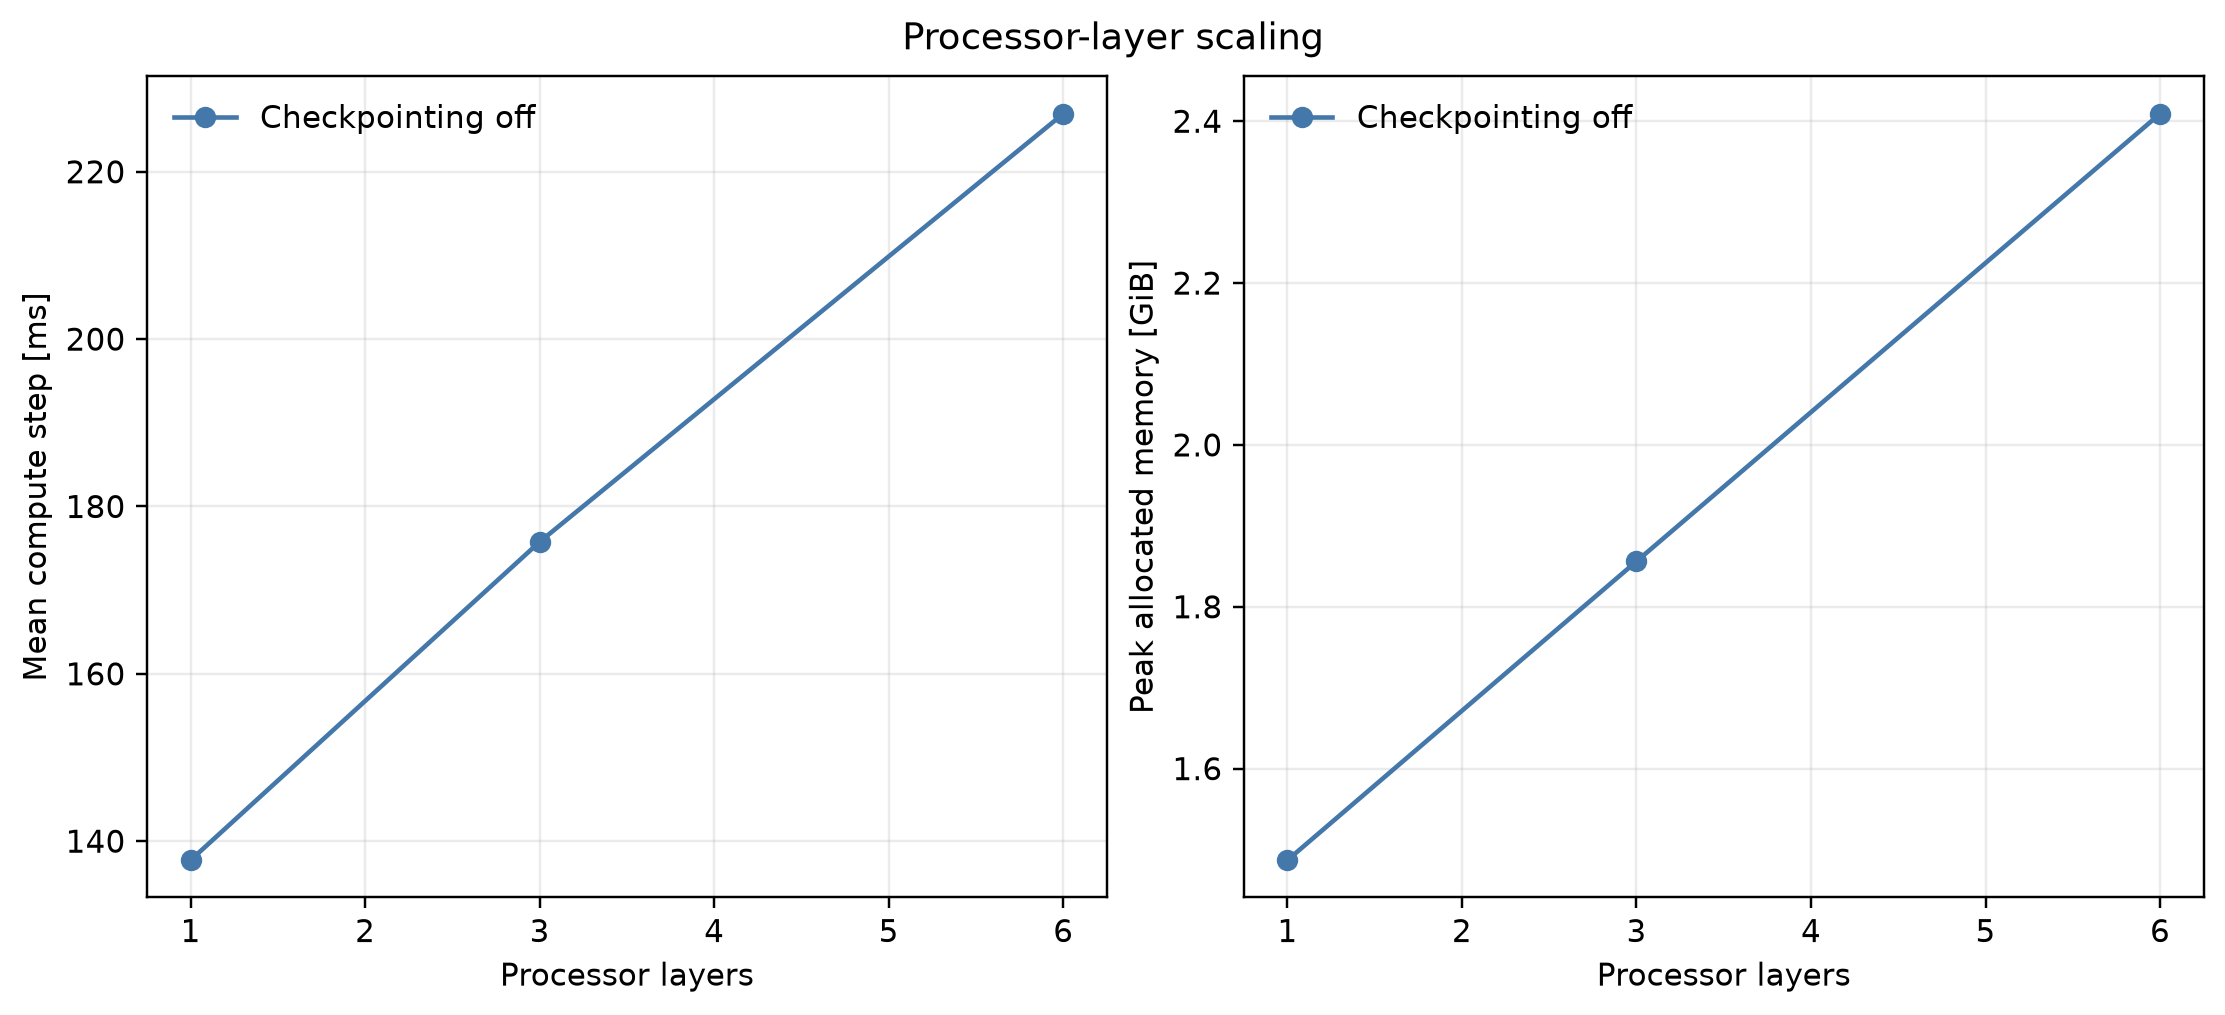 Processor-layer scaling
Checkpointing off
220
200
180
160
140
Mean compute step [ms]
1 2 3 4 5 6
Processor layers
Checkpointing off
2.4
2.2
2.0
1.8
1.6
Peak allocated memory [GiB]
1 2 3 4 5 6
Processor layers